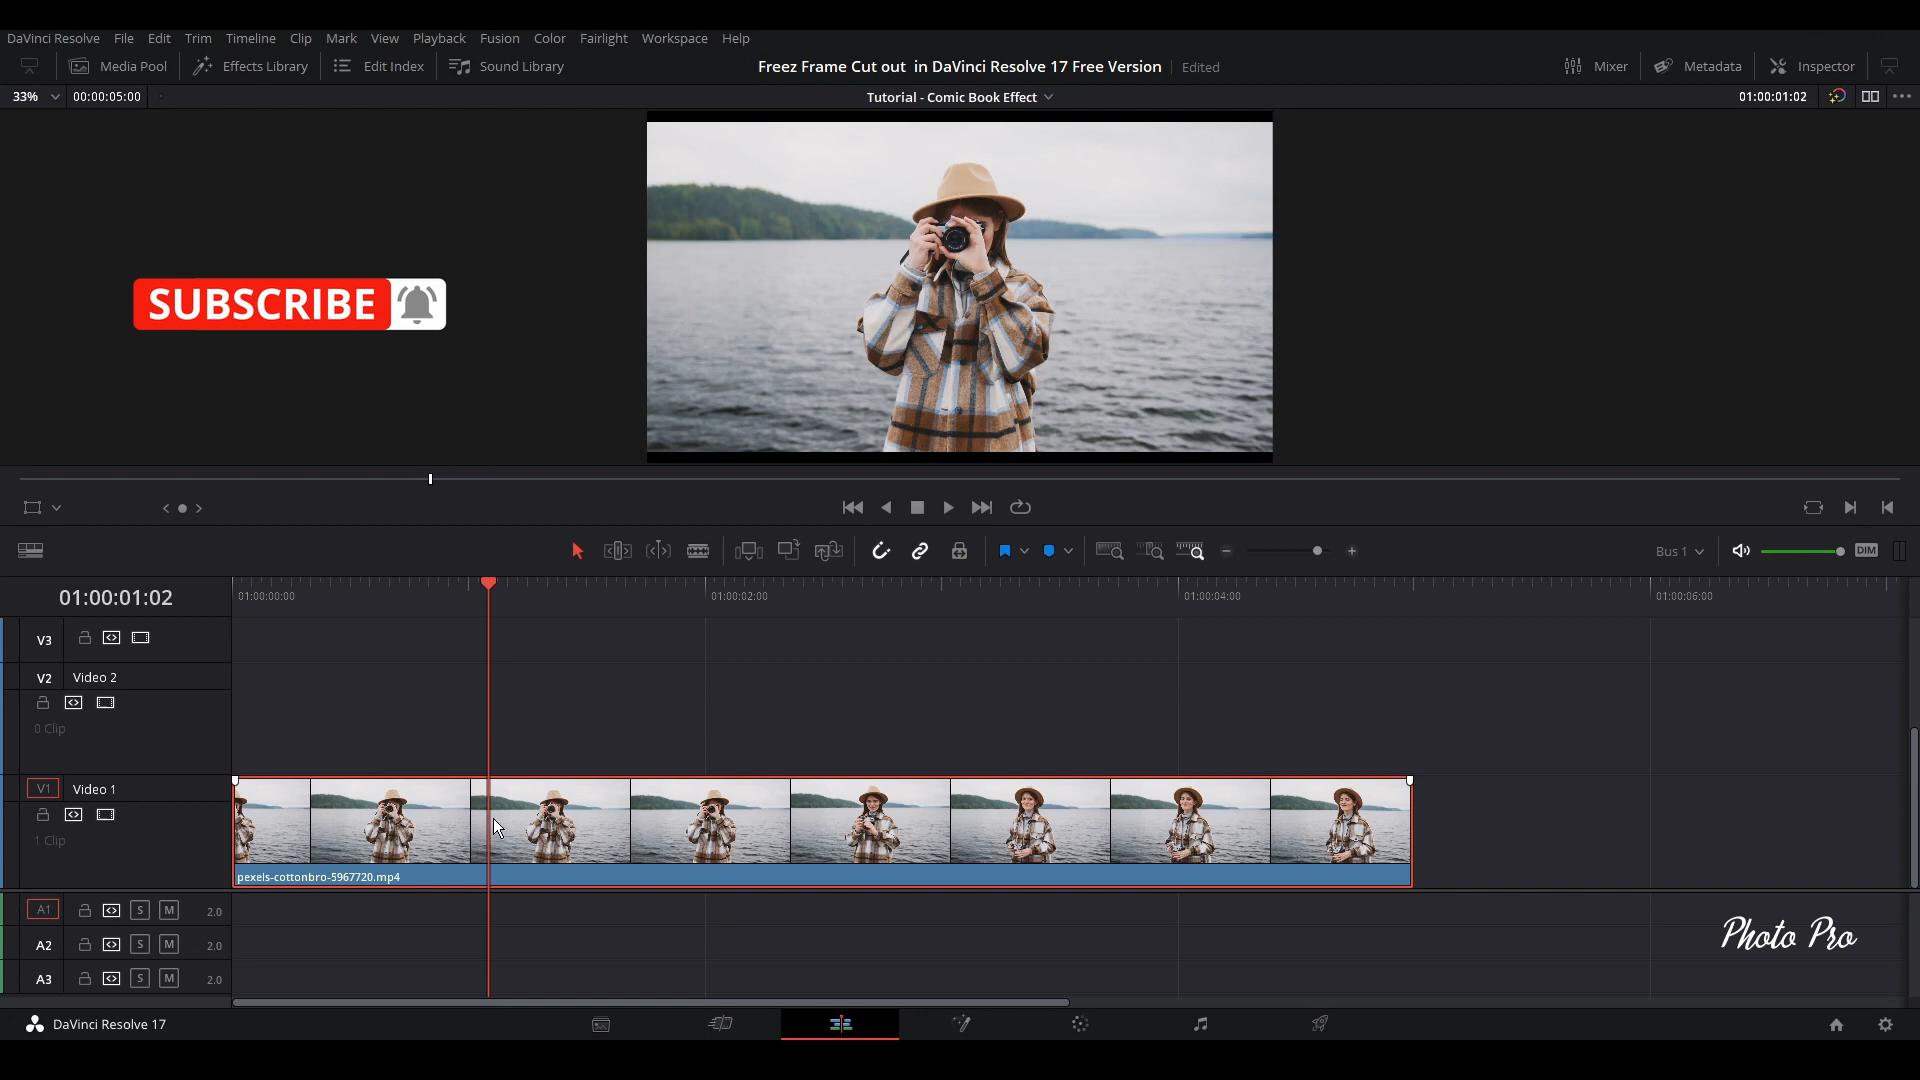 DaVinci Resolve File Edit Trim Timeline Clip Mark View Playback Fusion Color Fairlight Workspace Help
Media Pool Effects Library Edit Index Sound Library Freez Frame Cut out in DaVinci Resolve 17 Free Version Edited Mixer Metadata Inspector
33% 00:00:05:00 Tutorial - Comic Book Effect 01:00:01:02
SUBSCRIBE
Bus 1 DIM
01:00:01:02 01:00:00:00 01:00:02:00 01:00:04:00 01:00:06:00
V3
V2 Video 2
0 Clip
V1 Video 1
1 Clip
pexels-cottonbro-5967720.mp4
A1 S M 2.0
Photo Pro
A2 S M 2.0
A3 S M 2.0
DaVinci Resolve 17